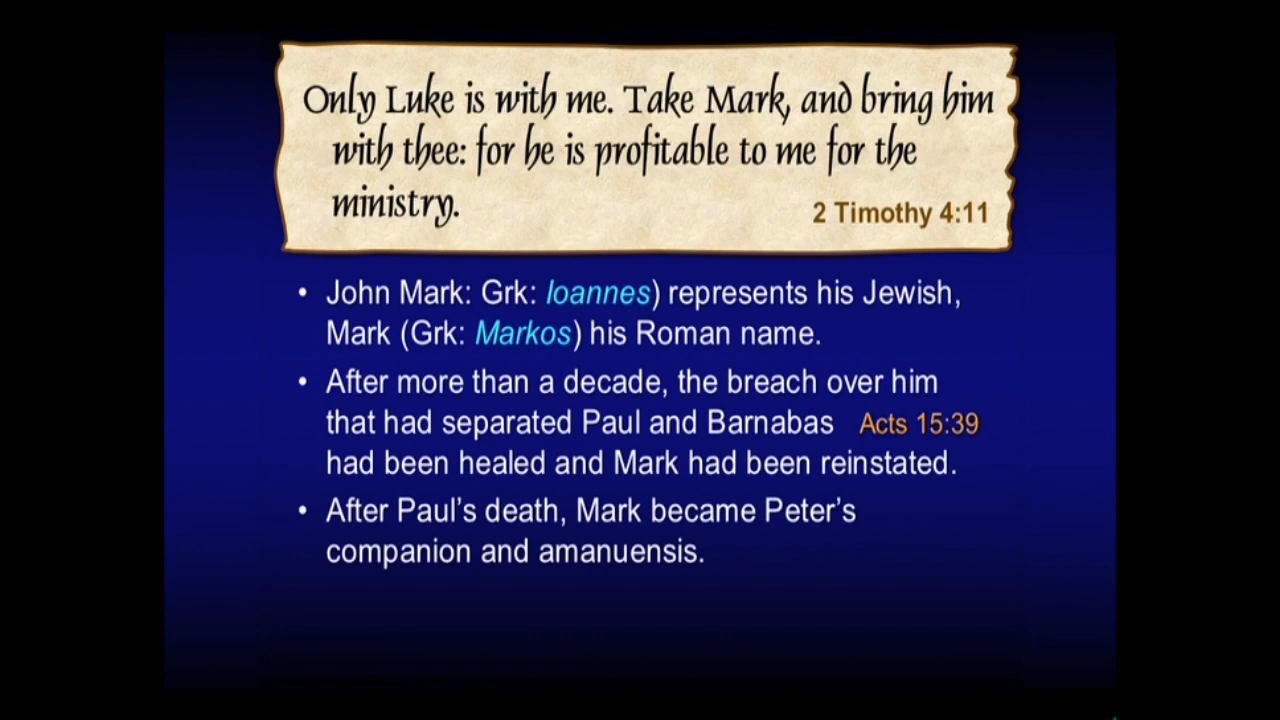 Only Luke is with me. Take Mark, and bring him
with thee: for he is profitable to me for the
ministry.
2 Timothy 4:11
• John Mark: Grk: Ioannes) represents his Jewish,
Mark (Grk: Markos) his Roman name.
• After more than a decade, the breach over him
that had separated Paul and Barnabas Acts 15:39
had been healed and Mark had been reinstated.
• After Paul’s death, Mark became Peter’s
companion and amanuensis.